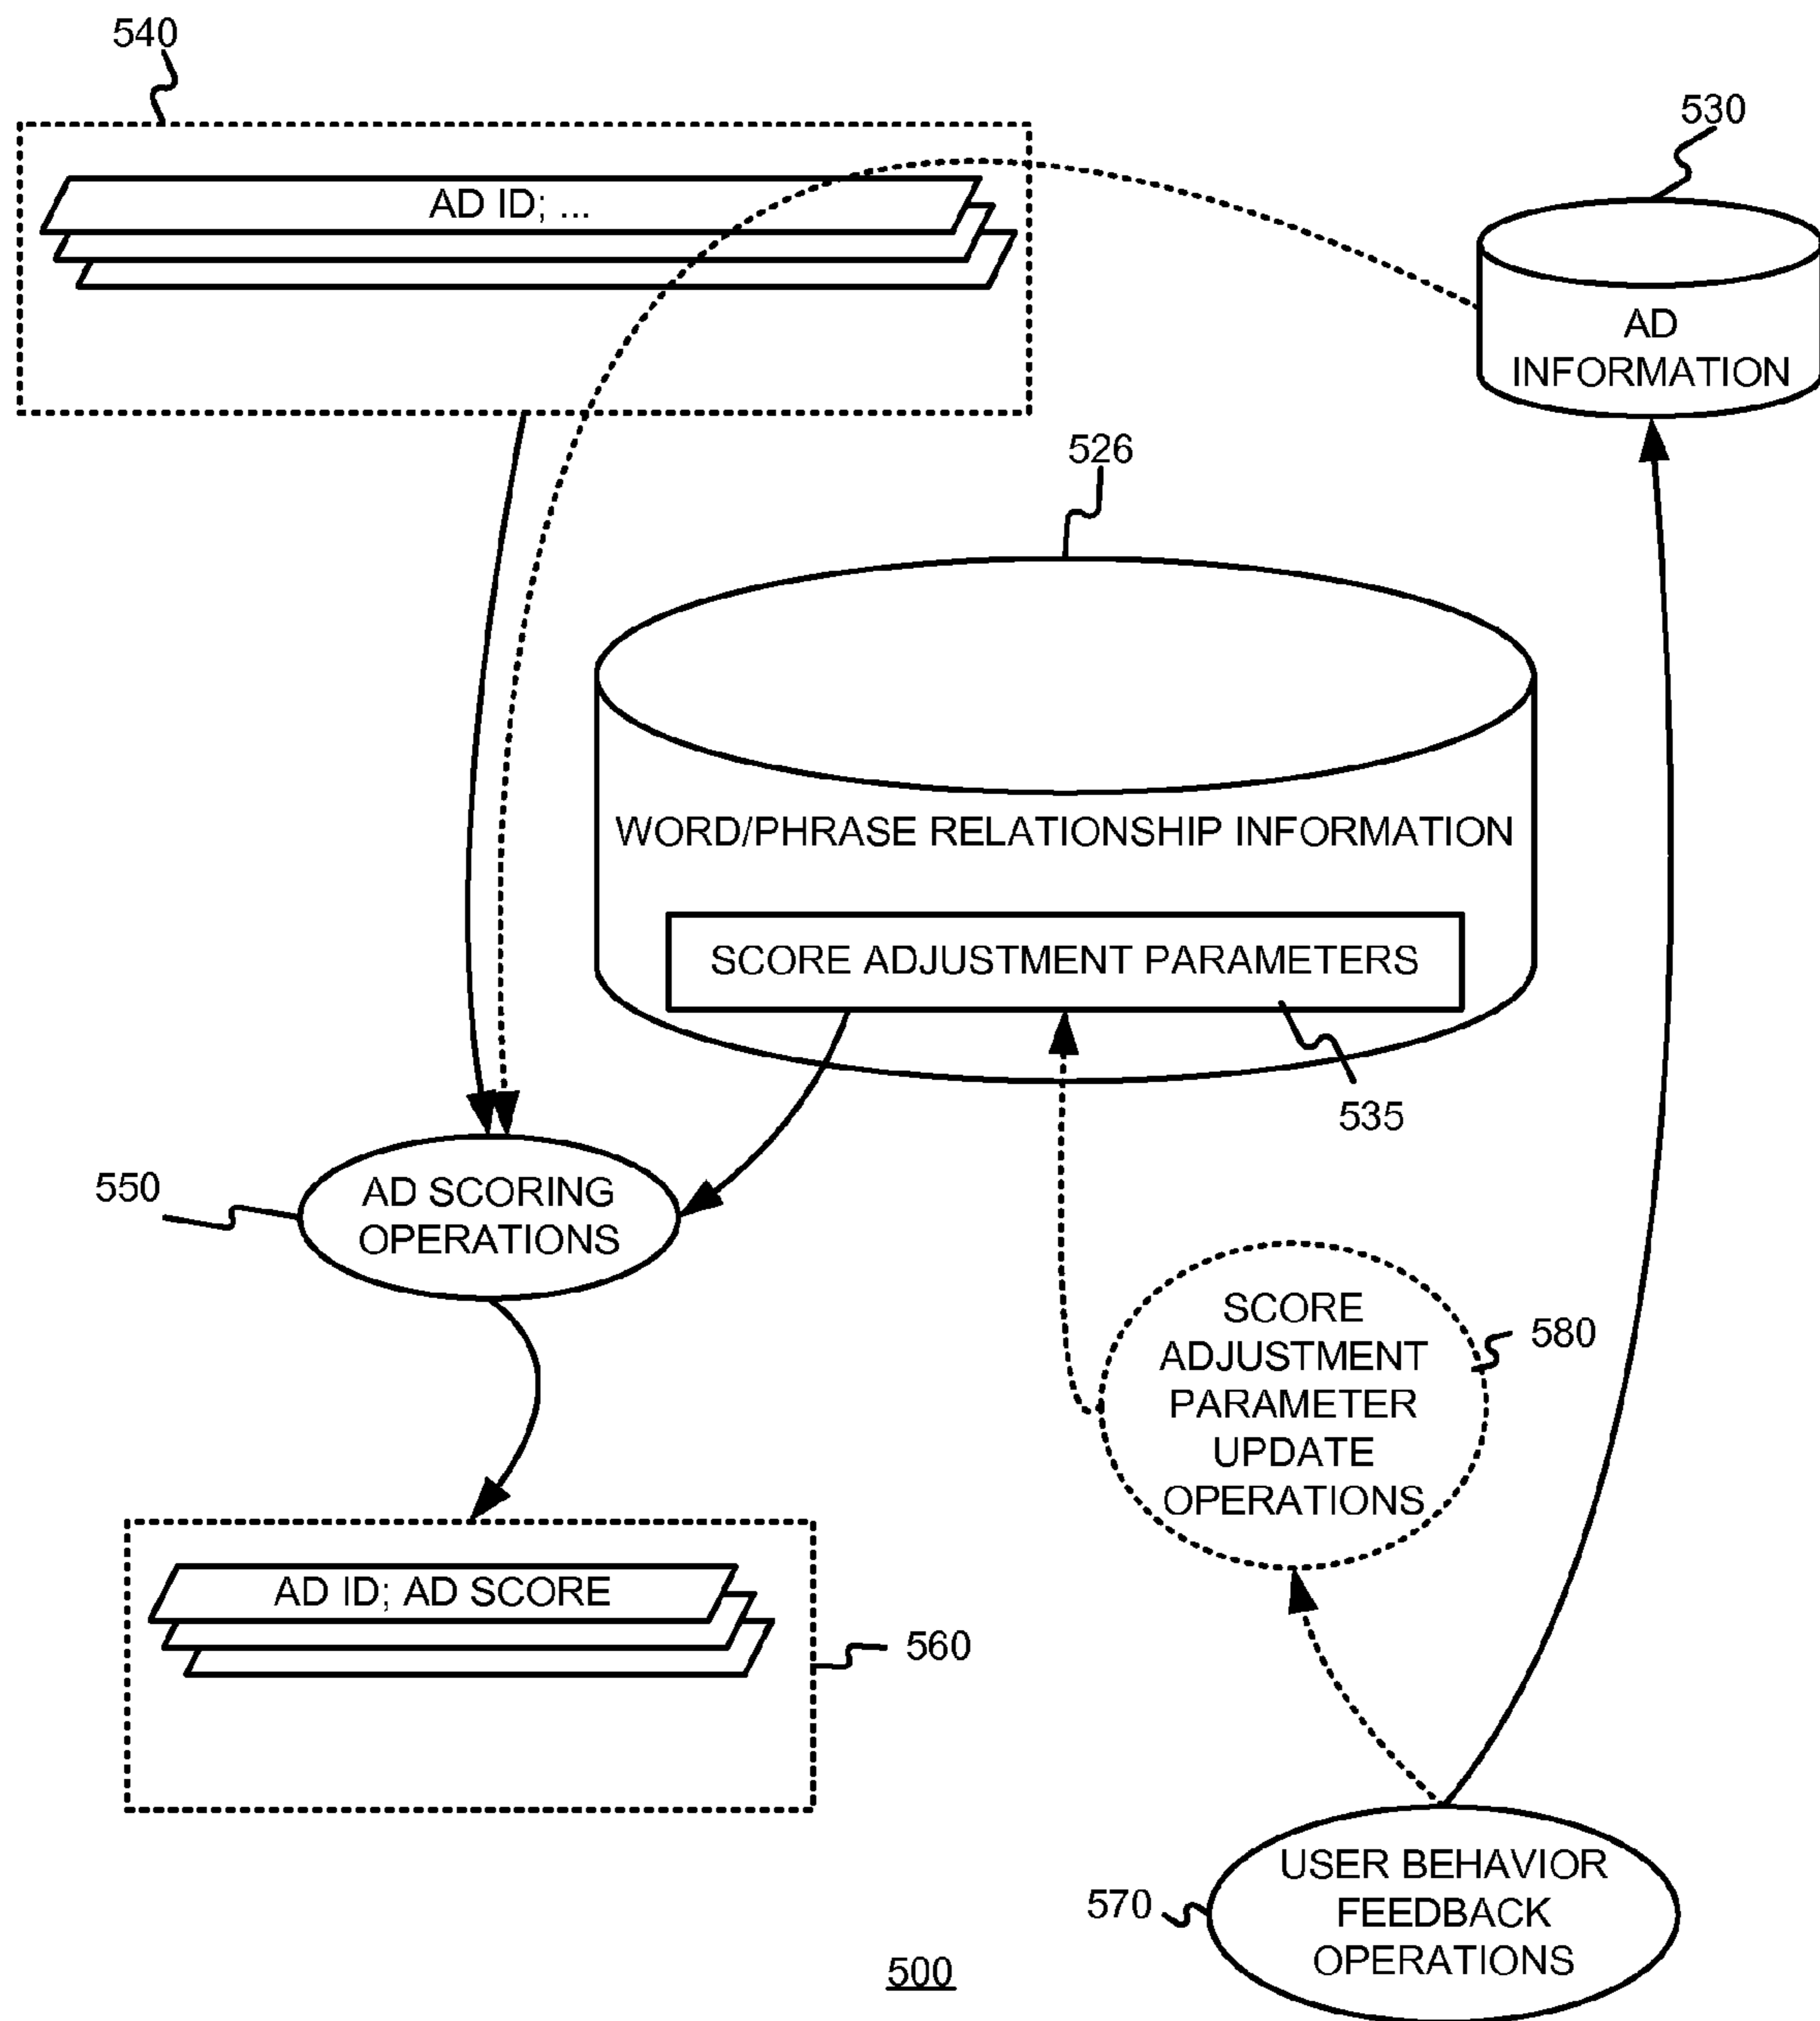 540
530
AD ID; ...
AD
INFORMATION
526
WORD/PHRASE RELATIONSHIP INFORMATION
SCORE ADJUSTMENT PARAMETERS
535
550
AD SCORING
OPERATIONS
SCORE
ADJUSTMENT
PARAMETER
UPDATE
OPERATIONS
580
AD ID; AD SCORE
560
570
USER BEHAVIOR
FEEDBACK
OPERATIONS
500